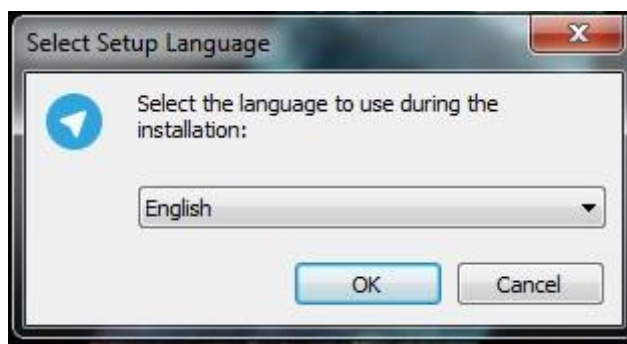 Select Setup Language
Select the language to use during the
installation:
English
OK
Cancel